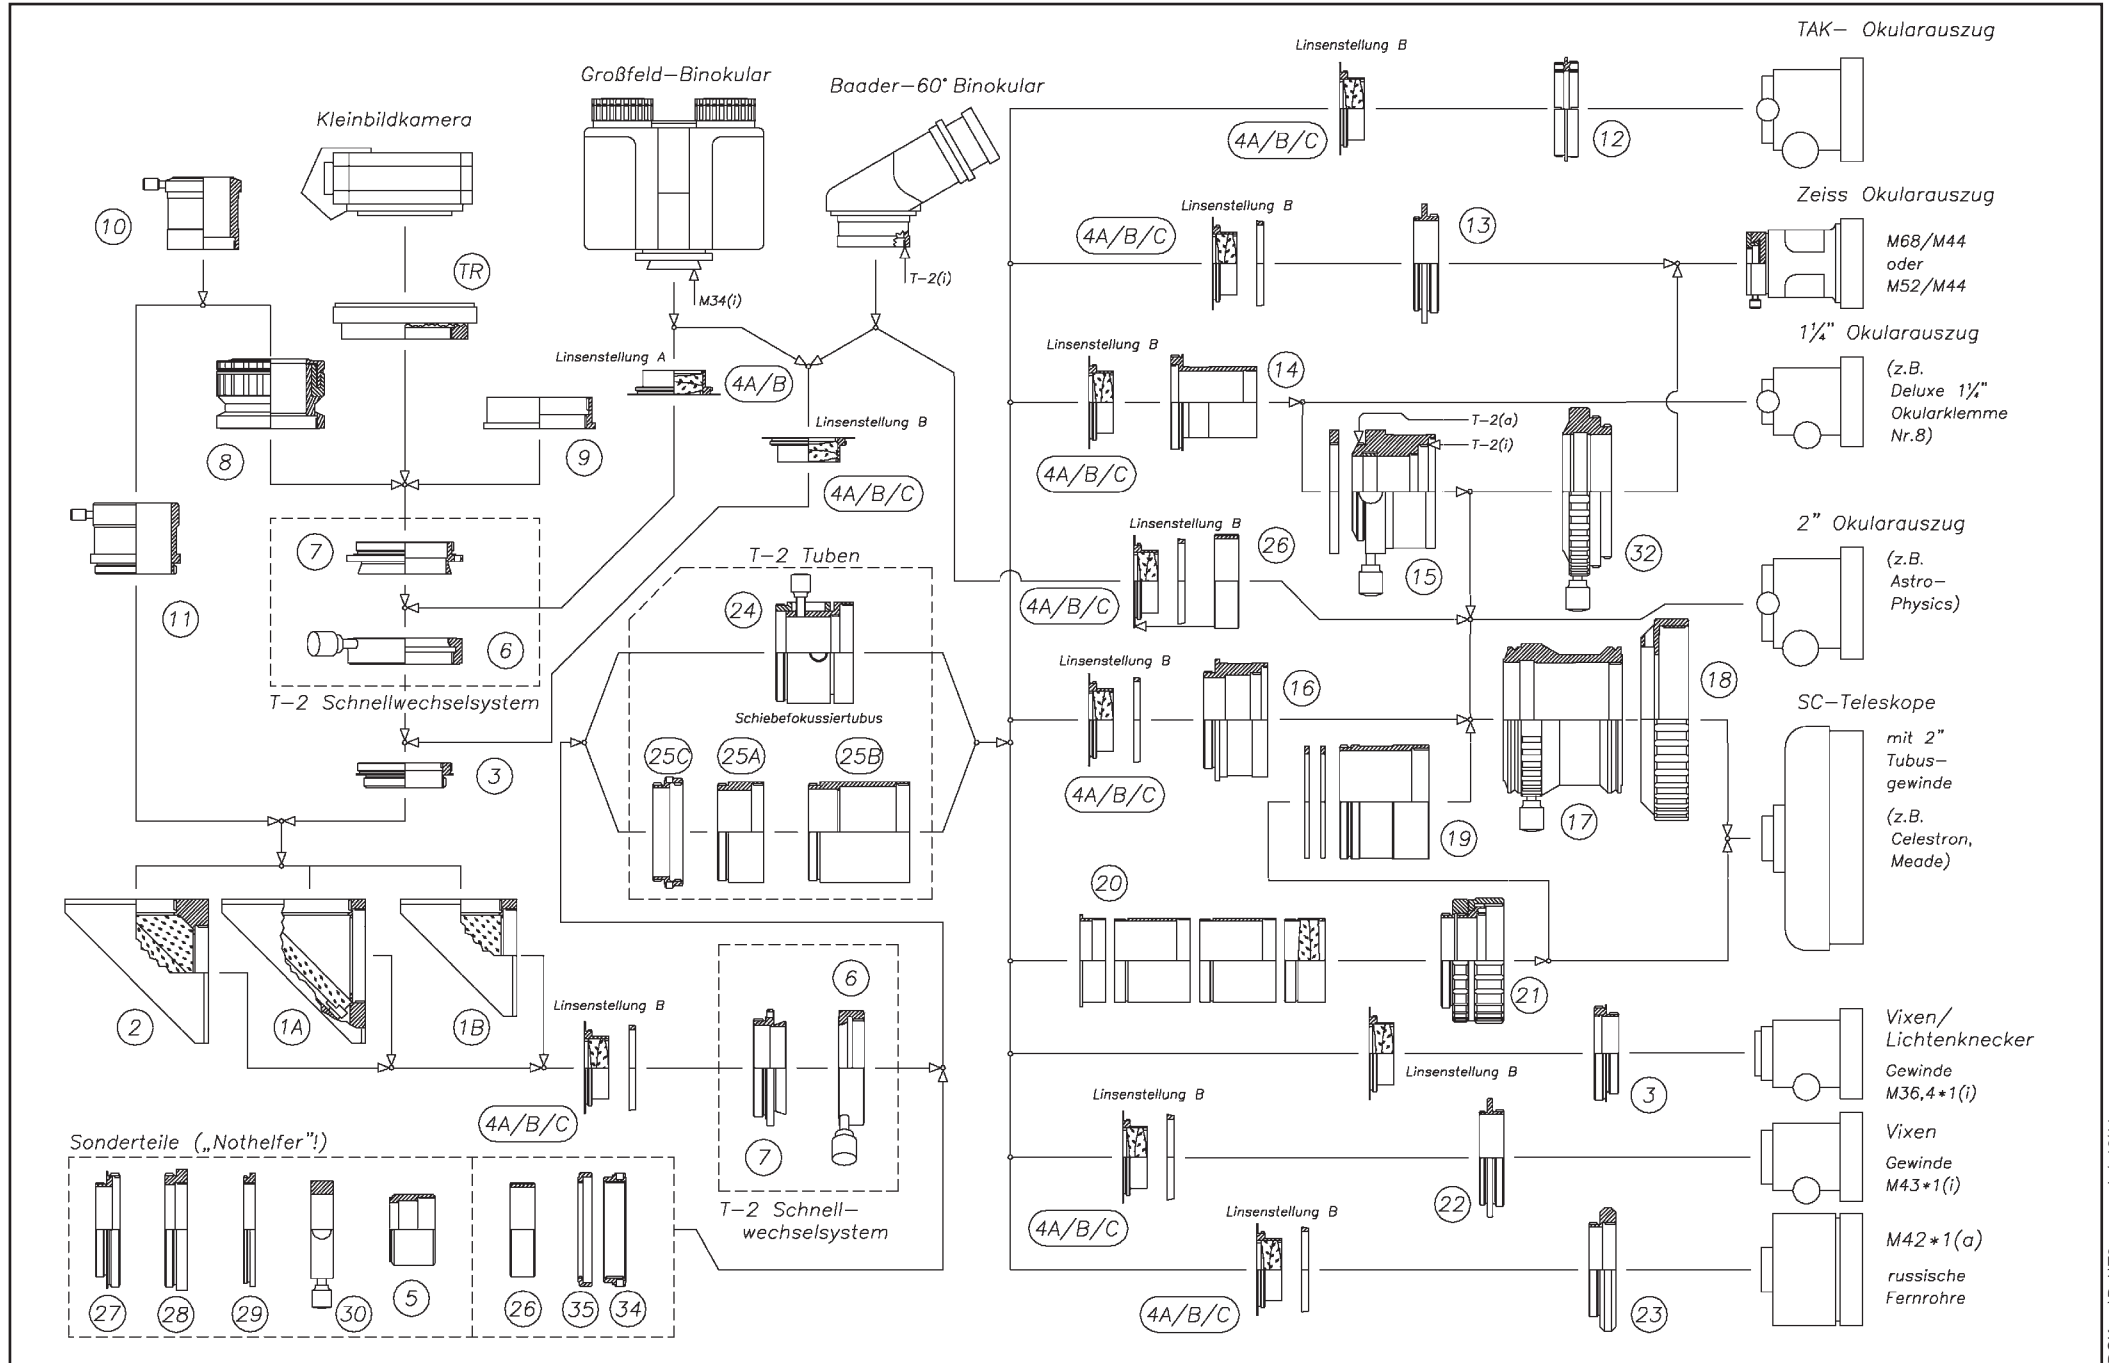 TAK- Okularauszug
Linsenstellung B
4A/B/C
12
Großfeld-Binokular
Baader-60° Binokular
Kleinbildkamera
10
TR
M34(i)
T-2(i)
Linsenstellung B
4A/B/C
13
Zeiss Okularauszug
M68/M44
oder
M52/M44
8
9
Linsenstellung A
4A/B
Linsenstellung B
4A/B/C
Linsenstellung B
4A/B/C
14
1¼" Okularauszug
(z.B.
Deluxe 1¼"
Okularklemme
Nr.8)
T-2(a)
T-2(i)
15
32
11
7
6
T-2 Schnellwechselsystem
3
T-2 Tuben
24
Schiebefokussiertubus
25C
25A
25B
Linsenstellung B
26
4A/B/C
2" Okularauszug
(z.B.
Astro-
Physics)
Linsenstellung B
4A/B/C
16
17
18
19
SC-Teleskope
mit 2"
Tubus-
gewinde
(z.B.
Celestron,
Meade)
20
21
2
1A
1B
Linsenstellung B
4A/B/C
7
6
T-2 Schnell-
wechselsystem
Linsenstellung B
3
Vixen/
Lichtenknecker
Gewinde
M36,4*1(i)
Linsenstellung B
4A/B/C
22
Vixen
Gewinde
M43*1(i)
Linsenstellung B
4A/B/C
23
M42*1(a)
russische
Fernrohre
Sonderteile („Nothelfer"!)
27
28
29
30
5
26
35
34